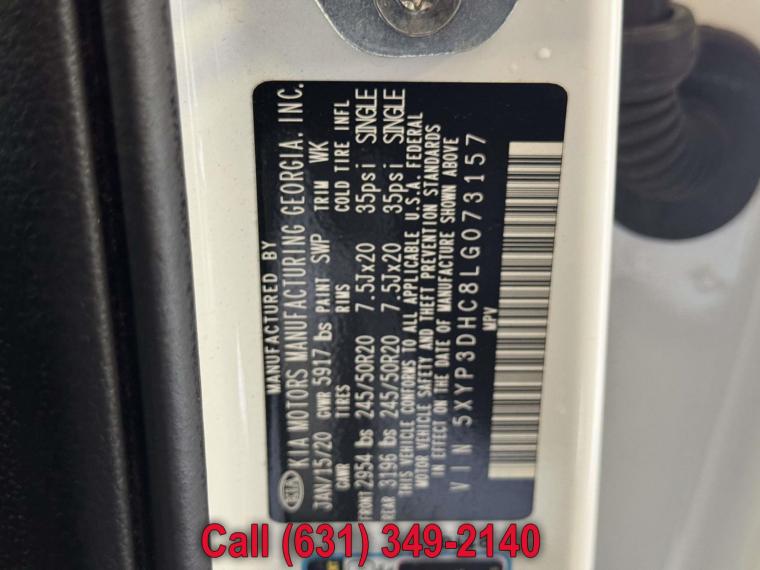 MANUFACTURED BY
KIA KIA MOTORS MANUFACTURING GEORGIA. INC.
JAN/15/20 GVWR 5917 lbs PAINT SWP TRIM WK
GAWR TIRES RIMS COLD TIRE INFL
FRONT 2954 lbs 245/50R20 7.5Jx20 35psi SINGLE
REAR 3196 lbs 245/50R20 7.5Jx20 35psi SINGLE
THIS VEHICLE CONFORMS TO ALL APPLICABLE U.S.A. FEDERAL
MOTOR VEHICLE SAFETY AND THEFT PREVENTION STANDARDS
IN EFFECT ON THE DATE OF MANUFACTURE SHOWN ABOVE
VIN 5XYP3DHC8LG073157
MPV
Call (631) 349-2140